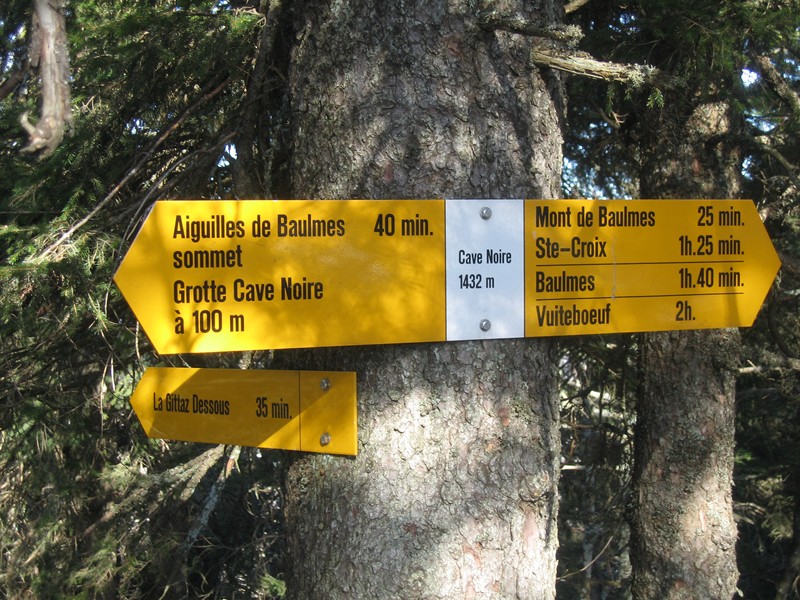 Aiguilles de Baulmes 40 min.
sommet
Grotte Cave Noire
à 100 m
Cave Noire
1432 m
Mont de Baulmes 25 min.
Ste-Croix 1h.25 min.
Baulmes 1h.40 min.
Vuiteboeuf 2h.
La Gittaz Dessous 35 min.